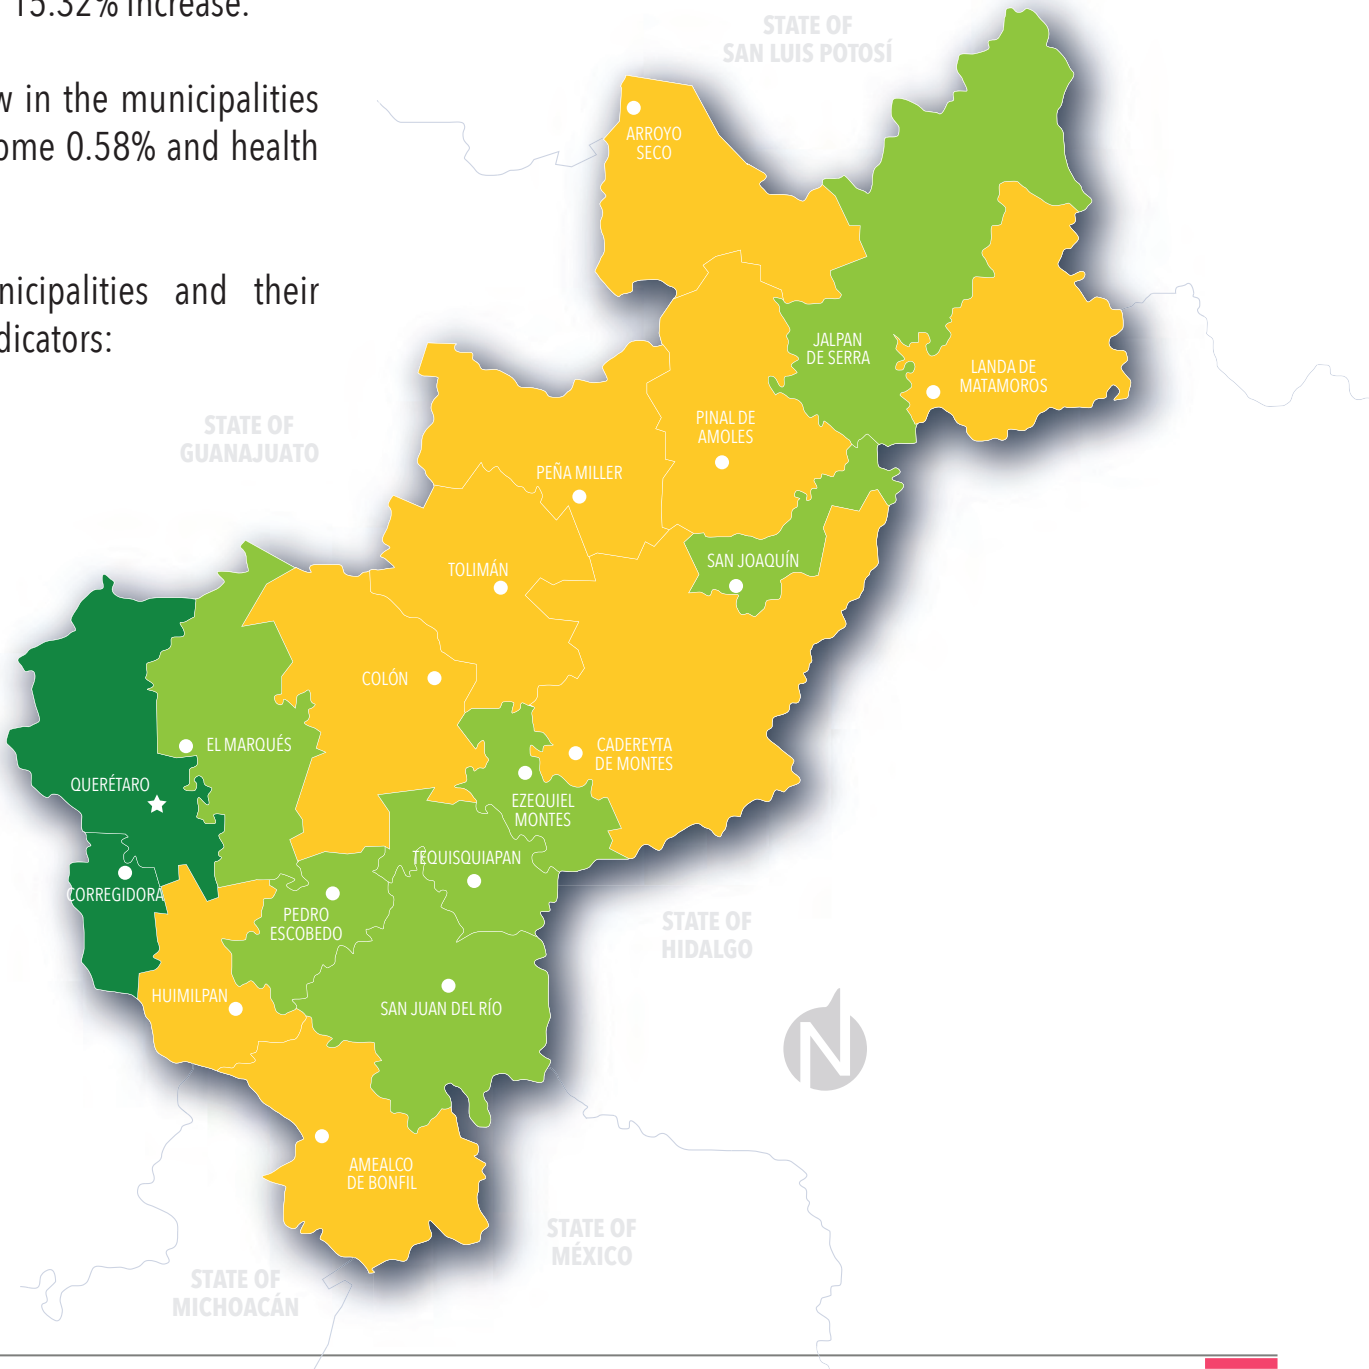 15.32% increase.
w in the municipalities
ome 0.58% and health
nicipalities and their
dicators:
STATE OF
SAN LUIS POTOSÍ
ARROYO
SECO
JALPAN
DE SERRA
LANDA DE
MATAMOROS
PINAL DE
AMOLES
STATE OF
GUANAJUATO
PEÑA MILLER
SAN JOAQUÍN
TOLIMÁN
COLÓN
EL MARQUÉS
CADEREYTA
DE MONTES
QUERÉTARO
EZEQUIEL
MONTES
TEQUISQUIAPAN
CORREGIDORA
PEDRO
ESCOBEDO
STATE OF
HIDALGO
HUIMILPAN
SAN JUAN DEL RÍO
N
AMEALCO
DE BONFIL
STATE OF
MÉXICO
STATE OF
MICHOACÁN